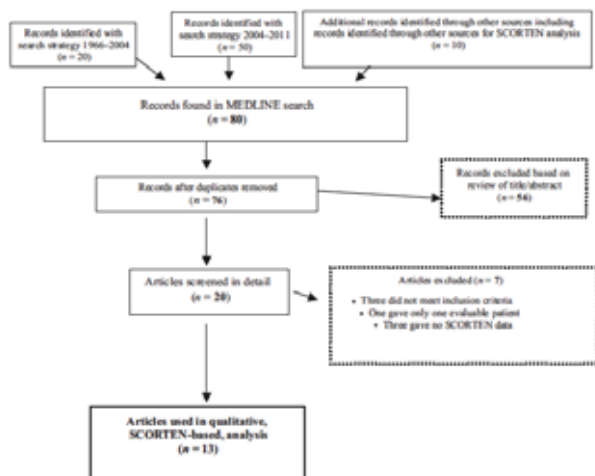 Records identified with
search strategy 1966–2004
(n = 20)
Records identified with
search strategy 2004–2011
(n = 50)
Additional records identified through other sources including
records identified through other sources for SCORTEN analysis
(n = 10)
Records found in MEDLINE search
(n = 80)
Records after duplicates removed
(n = 76)
Records excluded based on
review of title/abstract
(n = 56)
Articles screened in detail
(n = 20)
Articles excluded (n = 7)
• Three did not meet inclusion criteria
• One gave only one evaluable patient
• Three gave no SCORTEN data
Articles used in qualitative,
SCORTEN-based, analysis
(n = 13)